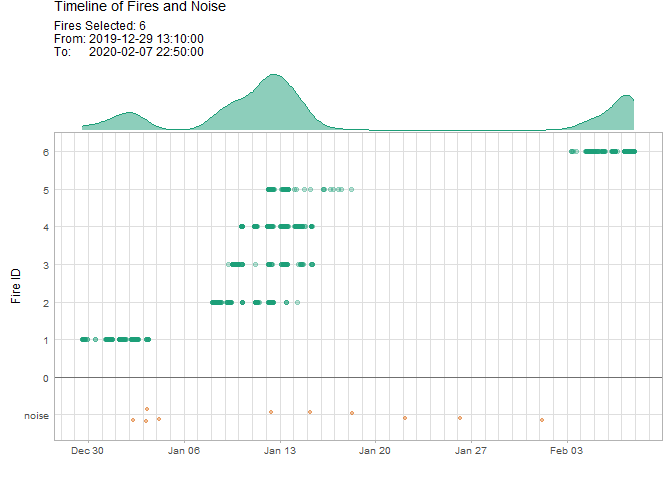 Timeline of Fires and Noise
Fires Selected: 6
From: 2019-12-29 13:10:00
To: 2020-02-07 22:50:00
6
5
4
3
2
1
0
noise
Fire ID
Dec 30
Jan 06
Jan 13
Jan 20
Jan 27
Feb 03